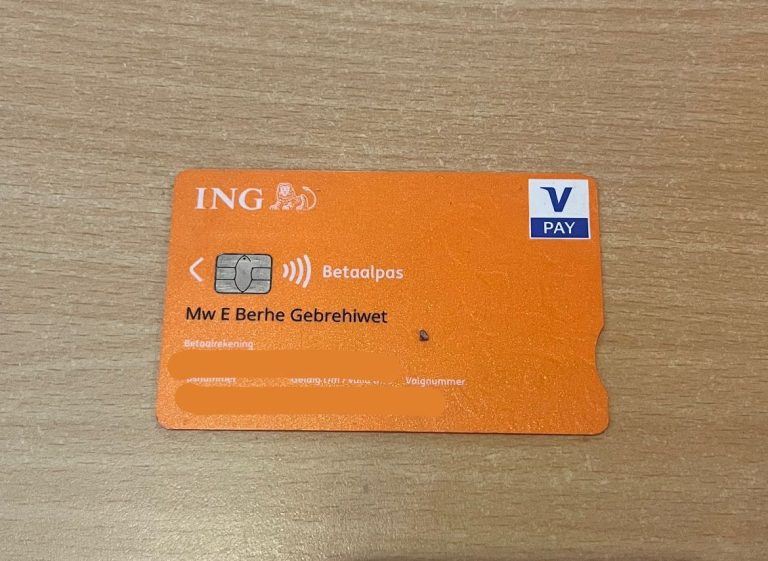 ING
V
PAY
Betaalpas
Mw E Berhe Gebrehiwet
Betaalrekening
Volgnummer